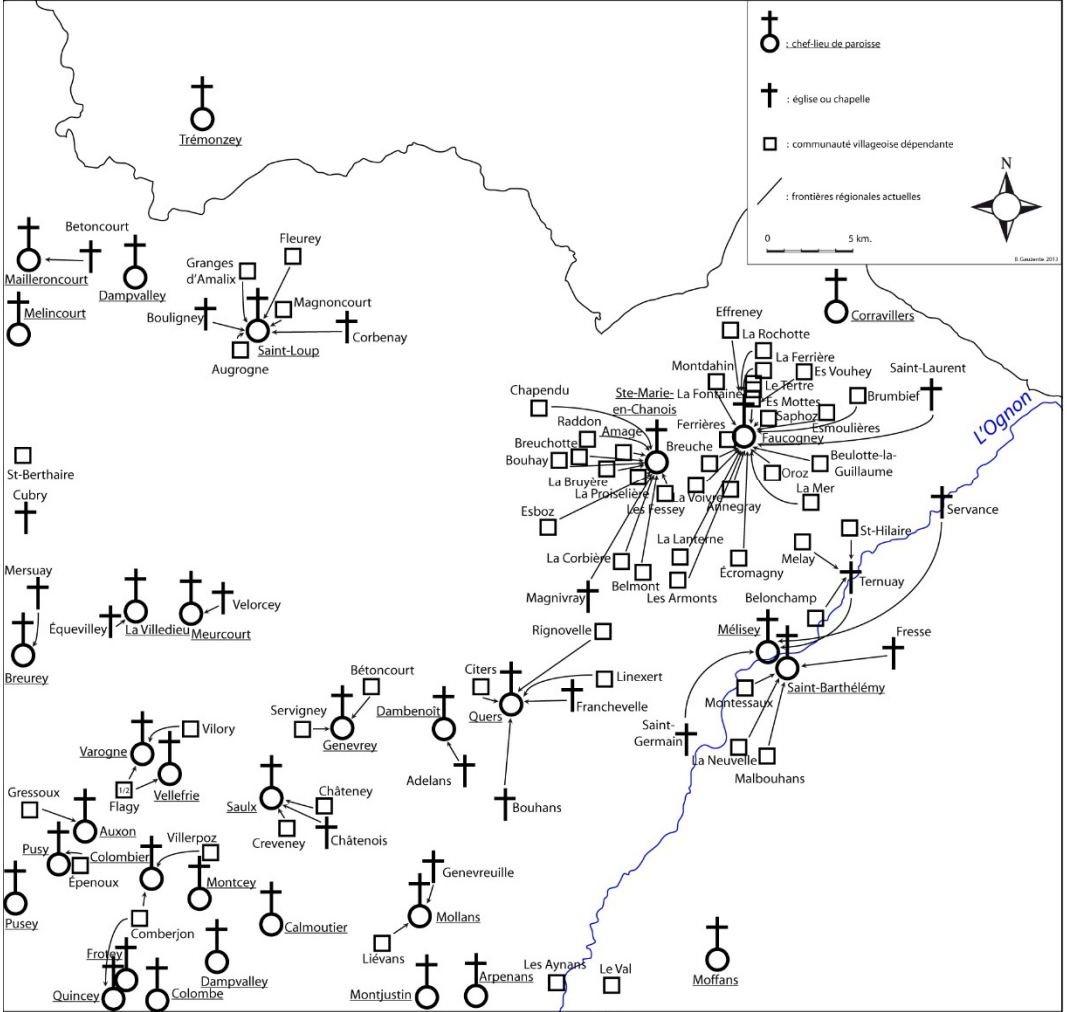 : chef-lieu de paroisse
: église ou chapelle
: communauté villageoise dépendante
: frontières régionales actuelles
N
0 5 km.
B.Gauzente 2013
Trémonzey
Betoncourt
Mailleroncourt
Dampvalley
Melincourt
Fleurey
Granges
d'Amalix
Magnoncourt
Bouligney
Corbenay
Saint-Loup
Augrogne
Corravillers
L'Ognon
Effreney
La Rochotte
La Ferrière
Montdahin
Es Vouhey
Saint-Laurent
Le Tertre
La Fontaine
Es Mottes
Brumbief
Saphoz
Esmoulières
Ferrières
Faucogney
Beulotte-la-
Guillaume
Oroz
La Mer
Annegray
La Voivre
Breuche
Chapendu
Ste-Marie-
en-Chanois
Raddon
Amage
Breuchotte
Bouhay
La Bruyère
La Proiselière
Les Fessey
Esboz
La Lanterne
La Corbière
Belmont
Les Armonts
Écromagny
Magnivray
St-Berthaire
Cubry
Servance
St-Hilaire
Melay
Ternuay
Belonchamp
Mersuay
Velorcey
Équevilley
La Villedieu
Meurcourt
Breurey
Rignovelle
Mélisey
Fresse
Saint-Barthélémy
Montessaux
Saint-
Germain
La Neuvelle
Malbouhans
Bétoncourt
Citers
Linexert
Servigney
Dambenoît
Quers
Franchevelle
Genevrey
Adelans
Bouhans
Vilory
Varogne
1/2
Flagy
Vellefrie
Gressoux
Auxon
Saulx
Châteney
Creveney
Châtenois
Pusy
Colombier
Villerpoz
Épenoux
Montcey
Pusey
Comberjon
Calmoutier
Genevreuille
Mollans
Liévans
Frotey
Dampvalley
Quincey
Colombe
Montjustin
Arpenans
Les Aynans
Le Val
Moffans